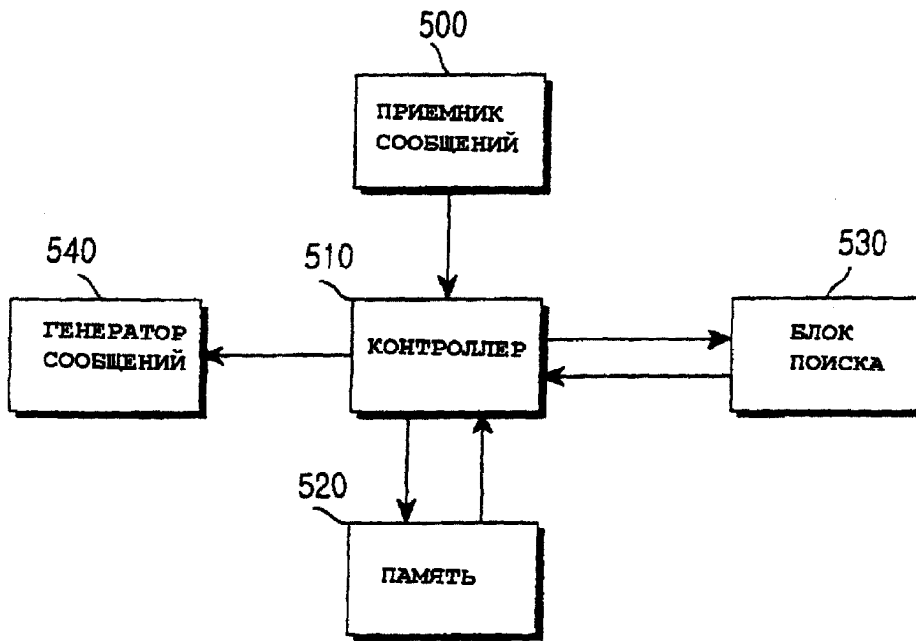 500
ПРИЕМНИК
СООБЩЕНИЙ
540
510
530
ГЕНЕРАТОР
СООБЩЕНИЙ
КОНТРОЛЛЕР
БЛОК
ПОИСКА
520
ПАМЯТЬ